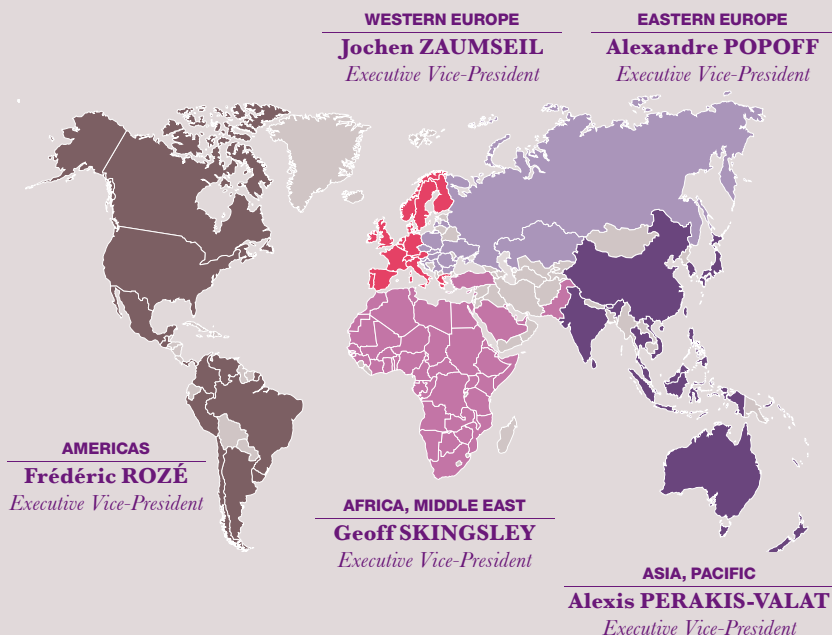 WESTERN EUROPE
Jochen ZAUMSEIL
Executive Vice-President
EASTERN EUROPE
Alexandre POPOFF
Executive Vice-President
AMERICAS
Frédéric ROZÉ
Executive Vice-President
AFRICA, MIDDLE EAST
Geoff SKINGSLEY
Executive Vice-President
ASIA, PACIFIC
Alexis PERAKIS-VALAT
Executive Vice-President